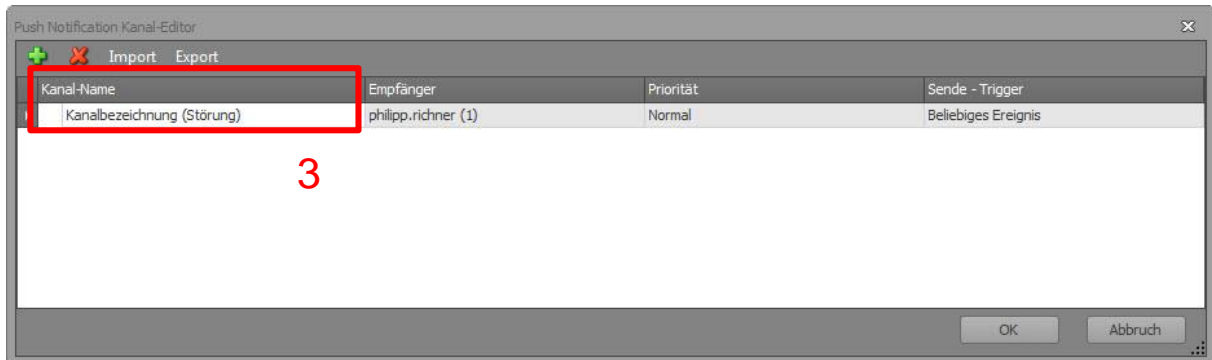 Push Notification Kanal-Editor
Import Export
Kanal-Name Empfänger Priorität Sende - Trigger
Kanalbezeichnung (Störung) philipp.richner (1) Normal Beliebiges Ereignis
3
OK Abbruch